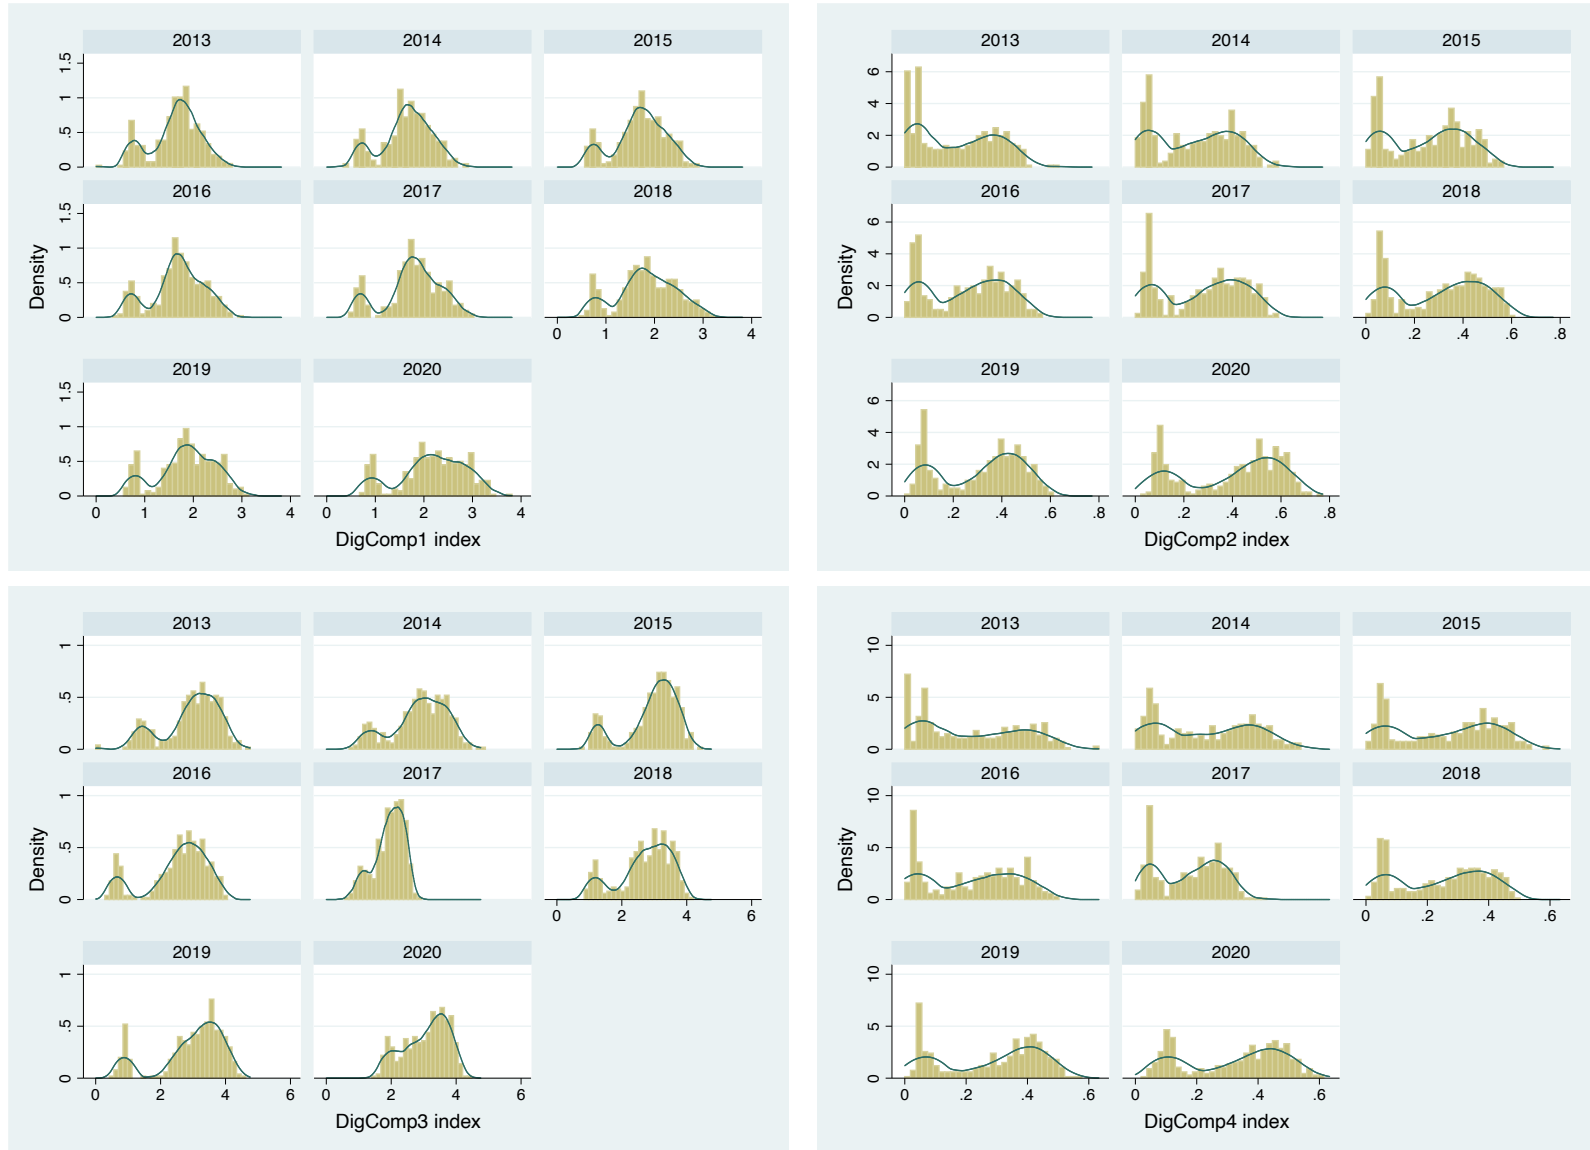 2013 2014 2015
1.5
1
.5
0
2016 2017 2018
1.5
1
.5
0
Density
0 1 2 3 4
2019 2020
1.5
1
.5
0
0 1 2 3 4 0 1 2 3 4
DigComp1 index
2013 2014 2015
6
4
2
0
2016 2017 2018
6
4
2
0
Density
0 .2 .4 .6 .8
2019 2020
6
4
2
0
0 .2 .4 .6 .8 0 .2 .4 .6 .8
DigComp2 index
2013 2014 2015
1
.5
0
2016 2017 2018
1
.5
0
Density
0 2 4 6
2019 2020
1
.5
0
0 2 4 6 0 2 4 6
DigComp3 index
2013 2014 2015
10
5
0
2016 2017 2018
10
5
0
Density
0 .2 .4 .6
2019 2020
10
5
0
0 .2 .4 .6 0 .2 .4 .6
DigComp4 index